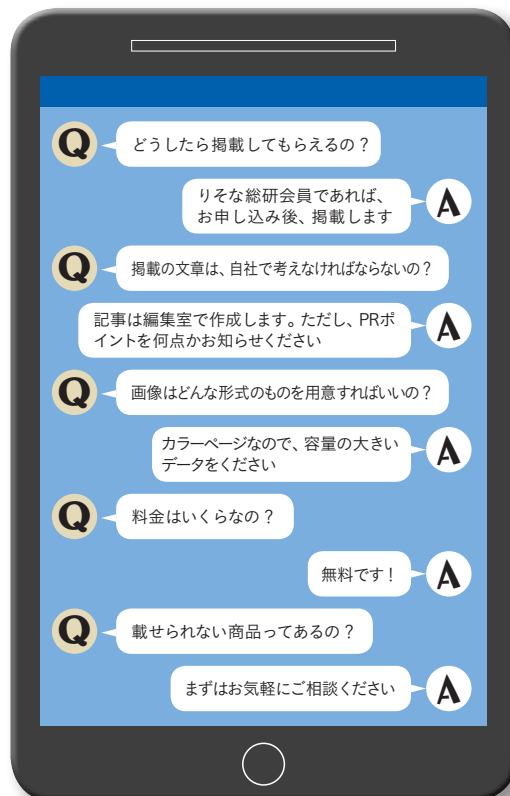 Q
どうしたら掲載してもらえるの？
りそな総研会員であれば、
お申し込み後、掲載します
A
Q
掲載の文章は、自社で考えなければならないの？
記事は編集室で作成します。ただし、PRポ
イントを何点かお知らせください
A
Q
画像はどんな形式のものを用意すればいいの？
カラーページなので、容量の大きい
データをください
A
Q
料金はいくらなの？
無料です！
A
Q
載せられない商品ってあるの？
まずはお気軽にご相談ください
A